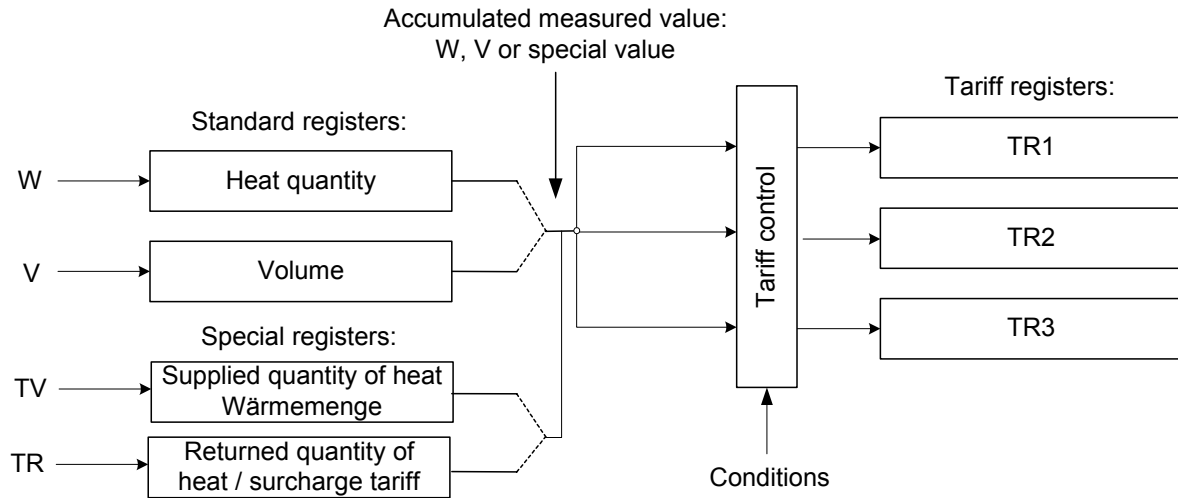 Accumulated measured value:
W, V or special value
Standard registers:
Tariff registers:
W
Heat quantity
V
Volume
Special registers:
TV
Supplied quantity of heat
Wärmemenge
TR
Returned quantity of
heat / surcharge tariff
Tariff control
Conditions
TR1
TR2
TR3